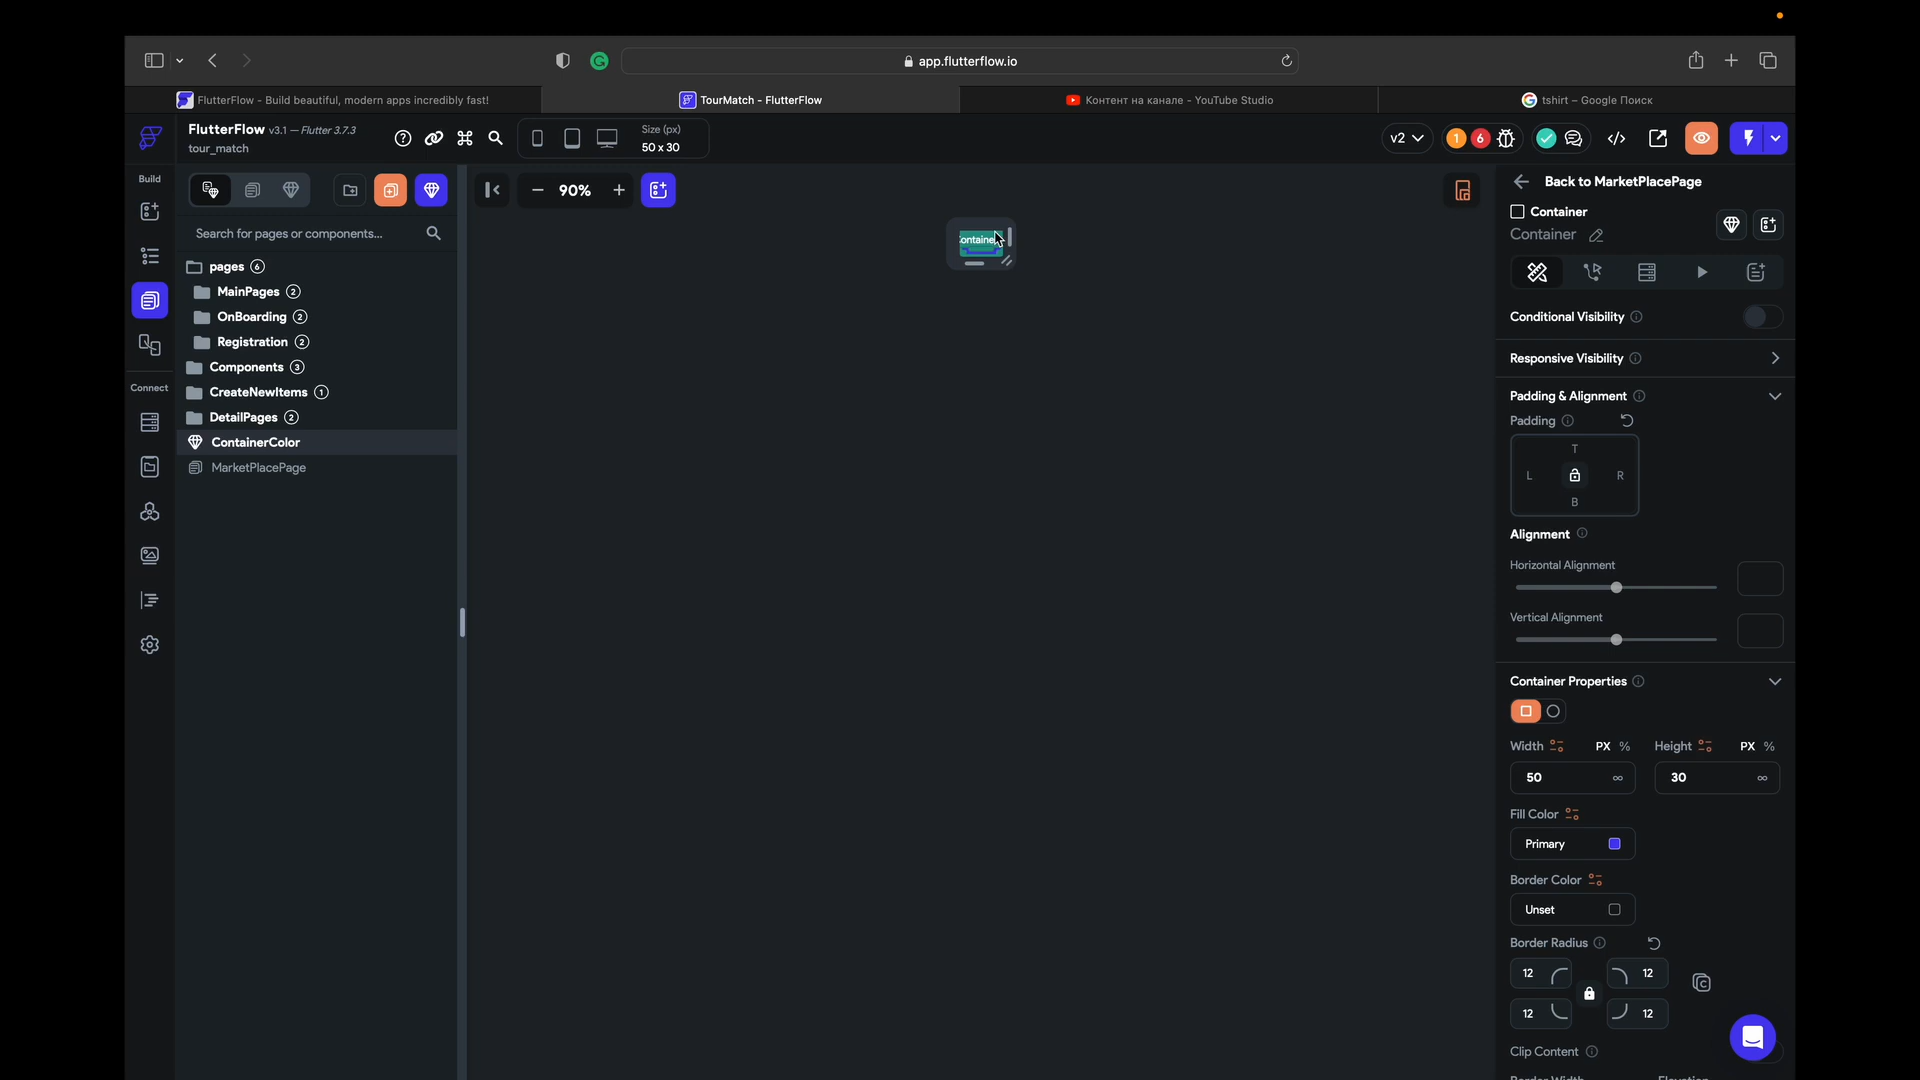 app.flutterflow.io
FlutterFlow - Build beautiful, modern apps incredibly fast!
TourMatch - FlutterFlow
Контент на канале - YouTube Studio
tshirt – Google Поиск
FlutterFlow v3.1 — Flutter 3.7.3
tour_match
Size (px)
50 x 30
v2
1
6
Build
90%
Back to MarketPlacePage
Container
Container
Search for pages or components...
ontaine
pages 6
MainPages 2
OnBoarding 2
Registration 2
Components 3
CreateNewItems 1
DetailPages 2
ContainerColor
MarketPlacePage
Connect
Conditional Visibility
Responsive Visibility
Padding & Alignment
Padding
T
L
R
B
Alignment
Horizontal Alignment
Vertical Alignment
Container Properties
Width PX % Height PX %
50 ∞ 30 ∞
Fill Color
Primary
Border Color
Unset
Border Radius
12 12
12 12
Clip Content